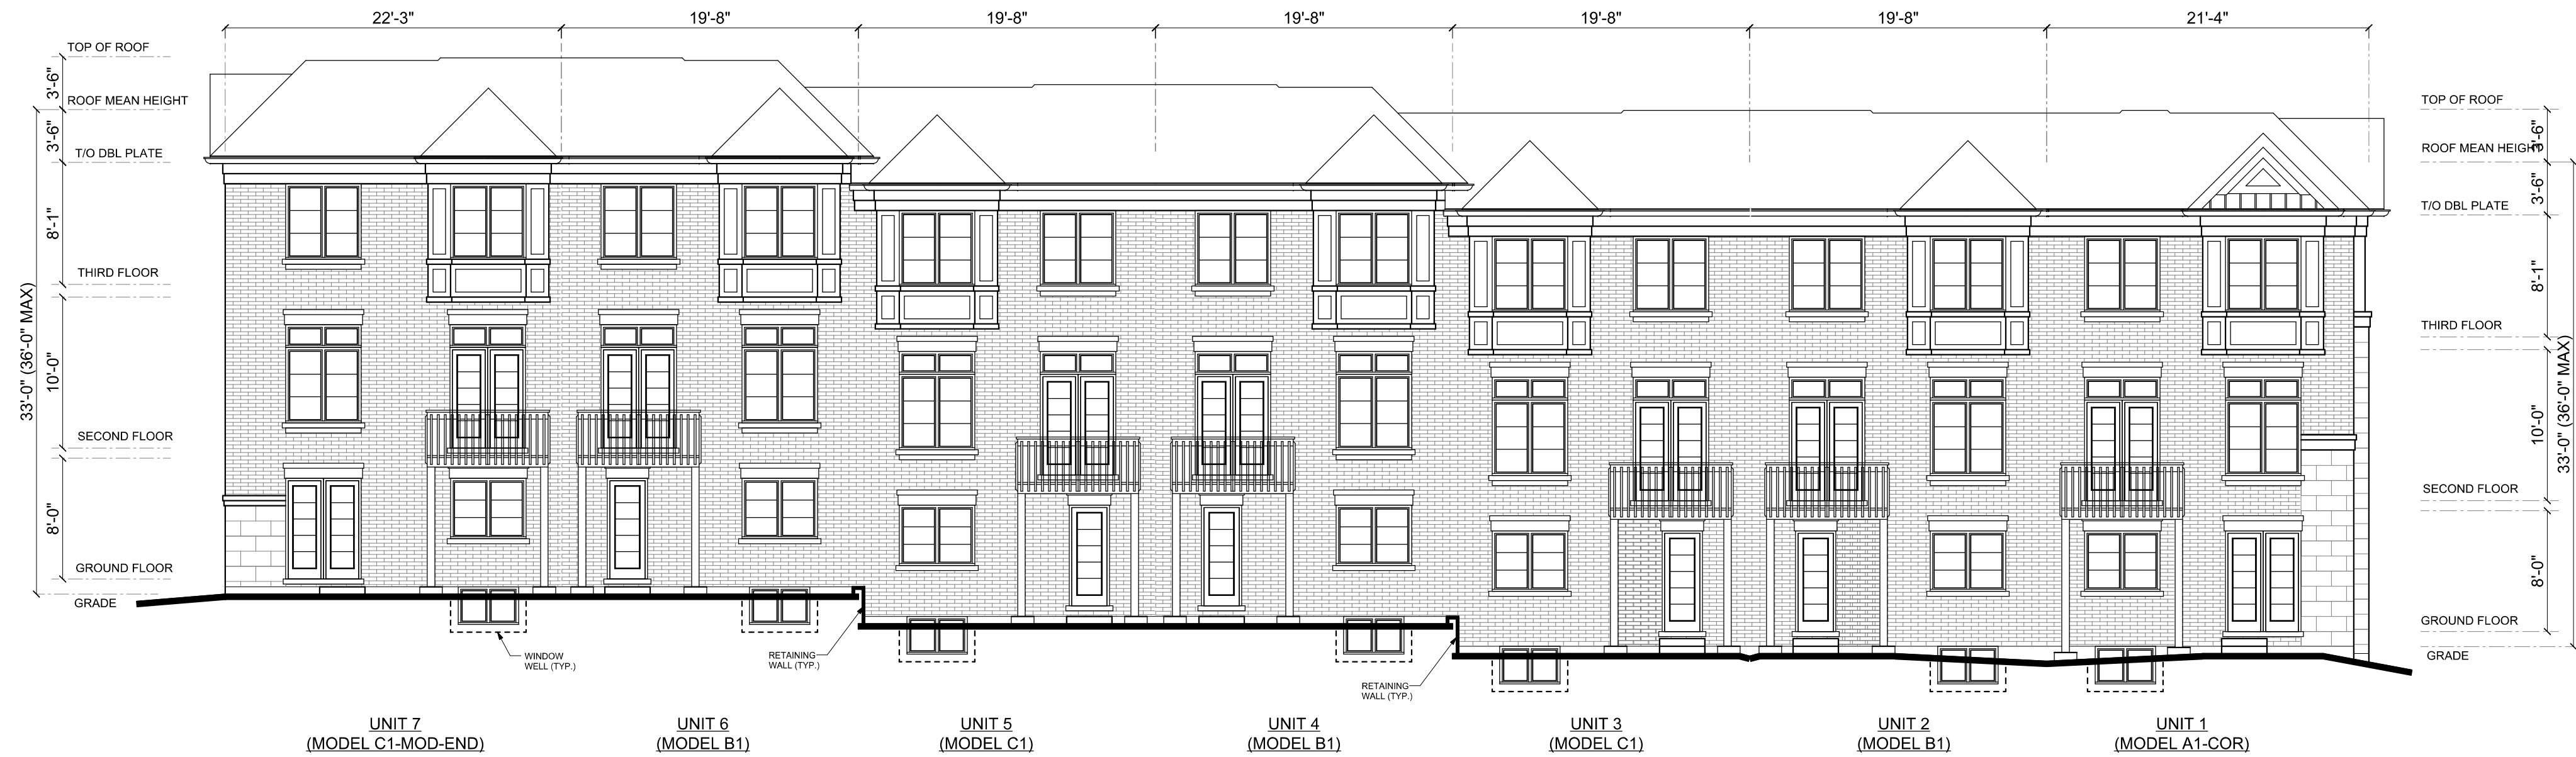 22'-3"
19'-8"
19'-8"
19'-8"
19'-8"
19'-8"
21'-4"
TOP OF ROOF
3'-6"
ROOF MEAN HEIGHT
3'-6"
T/O DBL PLATE
8'-1"
THIRD FLOOR
33'-0" (36'-0" MAX)
10'-0"
SECOND FLOOR
8'-0"
GROUND FLOOR
GRADE
TOP OF ROOF
3'-6"
ROOF MEAN HEIGHT
3'-6"
T/O DBL PLATE
8'-1"
THIRD FLOOR
33'-0" (36'-0" MAX)
10'-0"
SECOND FLOOR
8'-0"
GROUND FLOOR
GRADE
WINDOW
WELL (TYP.)
RETAINING
WALL (TYP.)
RETAINING
WALL (TYP.)
UNIT 7
(MODEL C1-MOD-END)
UNIT 6
(MODEL B1)
UNIT 5
(MODEL C1)
UNIT 4
(MODEL B1)
UNIT 3
(MODEL C1)
UNIT 2
(MODEL B1)
UNIT 1
(MODEL A1-COR)